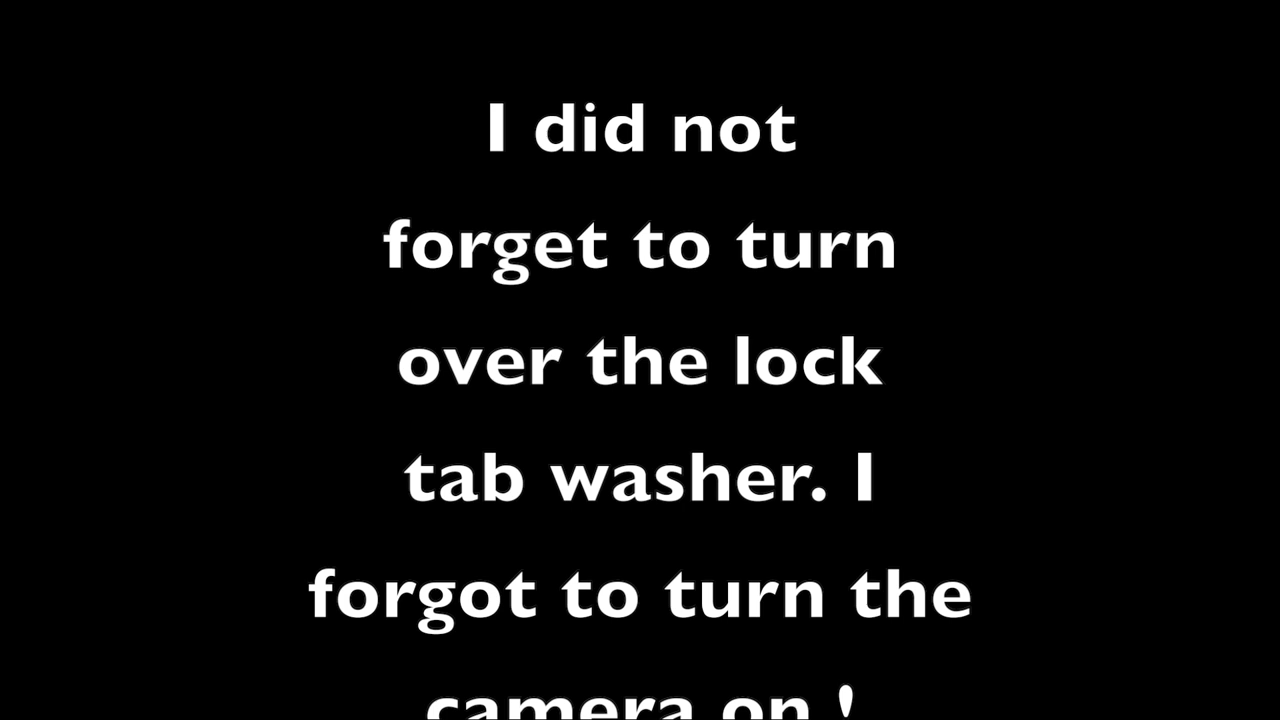 I did not
forget to turn
over the lock
tab washer. I
forgot to turn the
camera on !